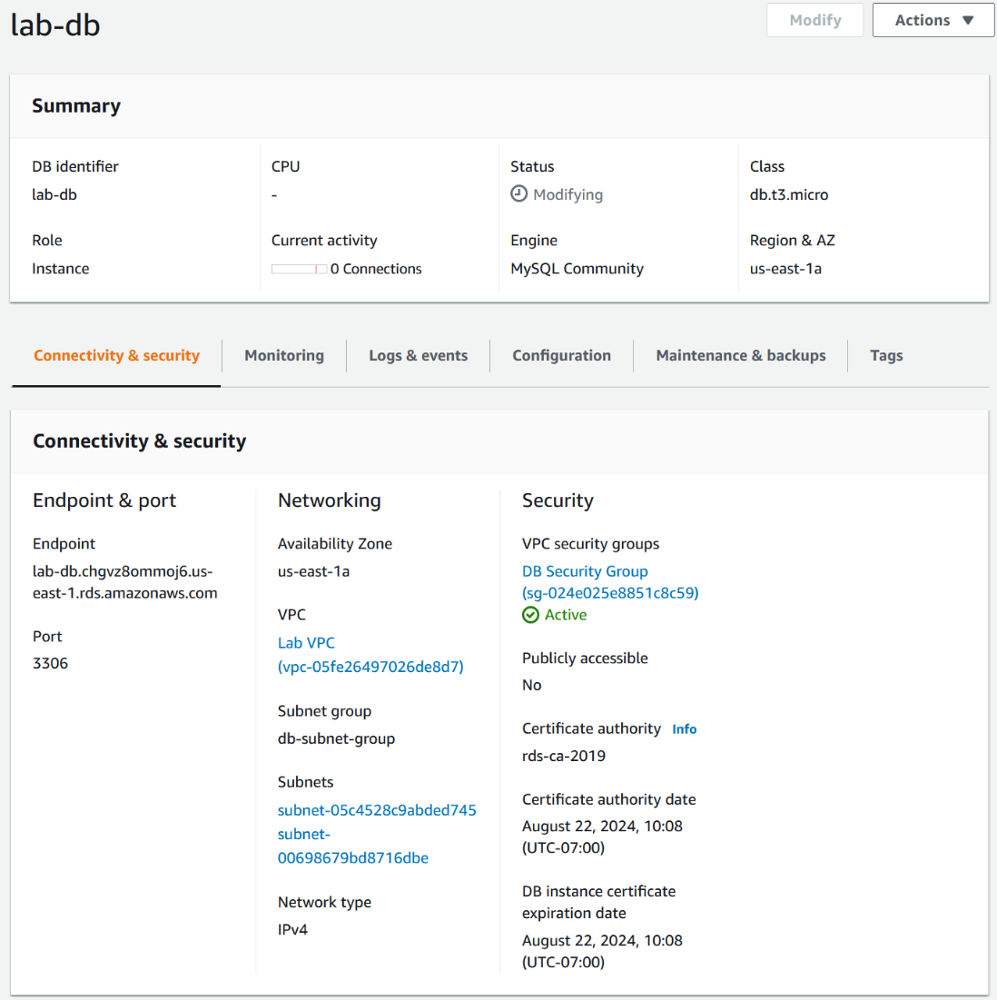 lab-db
Modify
Actions
Summary
DB identifier
lab-db
CPU
-
Status
Modifying
Class
db.t3.micro
Role
Instance
Current activity
0 Connections
Engine
MySQL Community
Region & AZ
us-east-1a
Connectivity & security
Monitoring
Logs & events
Configuration
Maintenance & backups
Tags
Connectivity & security
Endpoint & port
Endpoint
lab-db.chgvz8ommoj6.us-
east-1.rds.amazonaws.com
Port
3306
Networking
Availability Zone
us-east-1a
VPC
Lab VPC
(vpc-05fe26497026de8d7)
Subnet group
db-subnet-group
Subnets
subnet-05c4528c9abded745
subnet-
00698679bd8716dbe
Network type
IPv4
Security
VPC security groups
DB Security Group
(sg-024e025e8851c8c59)
Active
Publicly accessible
No
Certificate authority Info
rds-ca-2019
Certificate authority date
August 22, 2024, 10:08
(UTC-07:00)
DB instance certificate
expiration date
August 22, 2024, 10:08
(UTC-07:00)